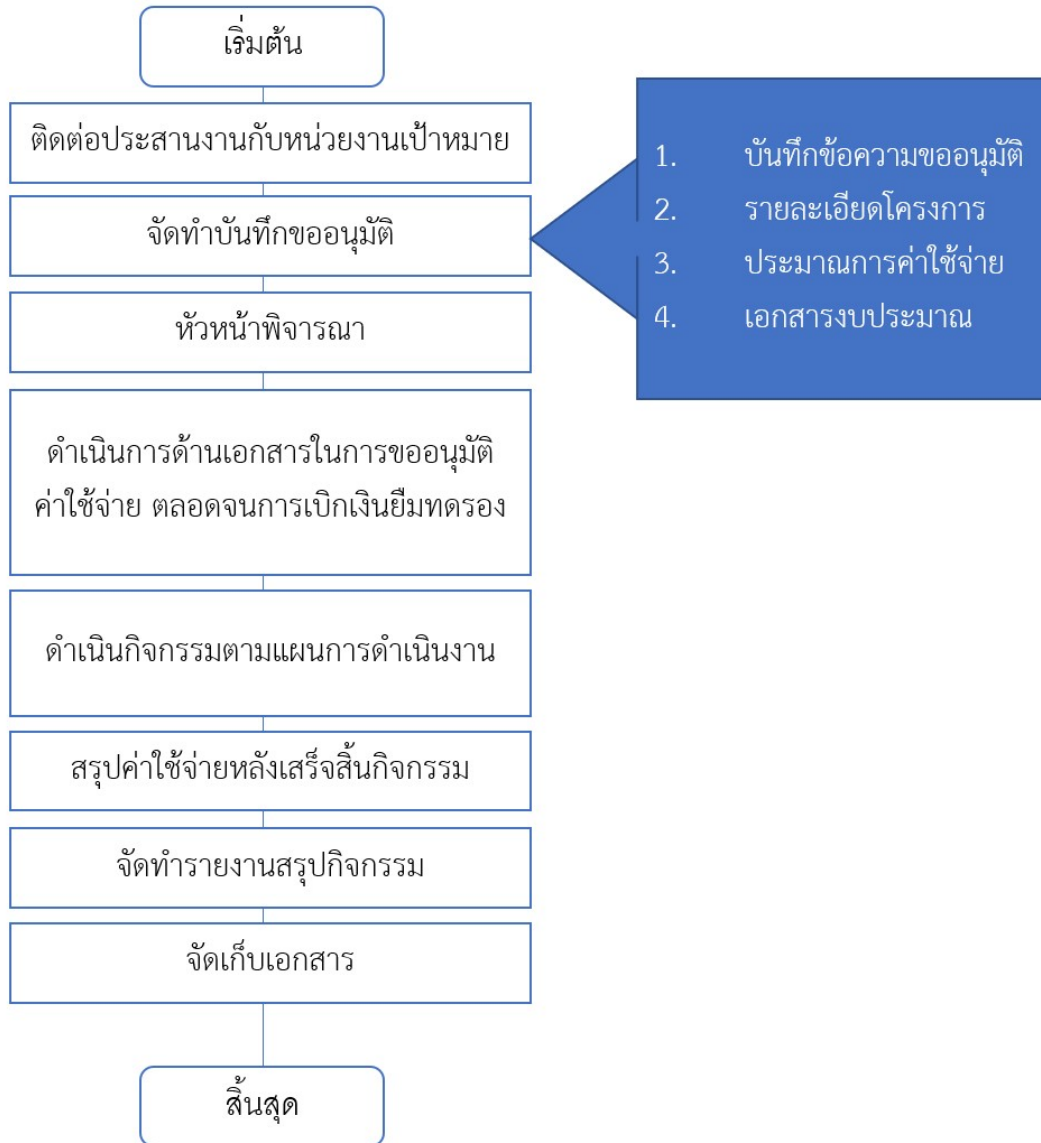 เริ่มต้น
ติดต่อประสานงานกับหน่วยงานเป้าหมาย
จัดทำบันทึกขออนุมัติ
1. บันทึกข้อความขออนุมัติ
2. รายละเอียดโครงการ
3. ประมาณการค่าใช้จ่าย
4. เอกสารงบประมาณ
หัวหน้าพิจารณา
ดำเนินการด้านเอกสารในการขออนุมัติ
ค่าใช้จ่าย ตลอดจนการเบิกเงินยืมทดรอง
ดำเนินกิจกรรมตามแผนการดำเนินงาน
สรุปค่าใช้จ่ายหลังเสร็จสิ้นกิจกรรม
จัดทำรายงานสรุปกิจกรรม
จัดเก็บเอกสาร
สิ้นสุด